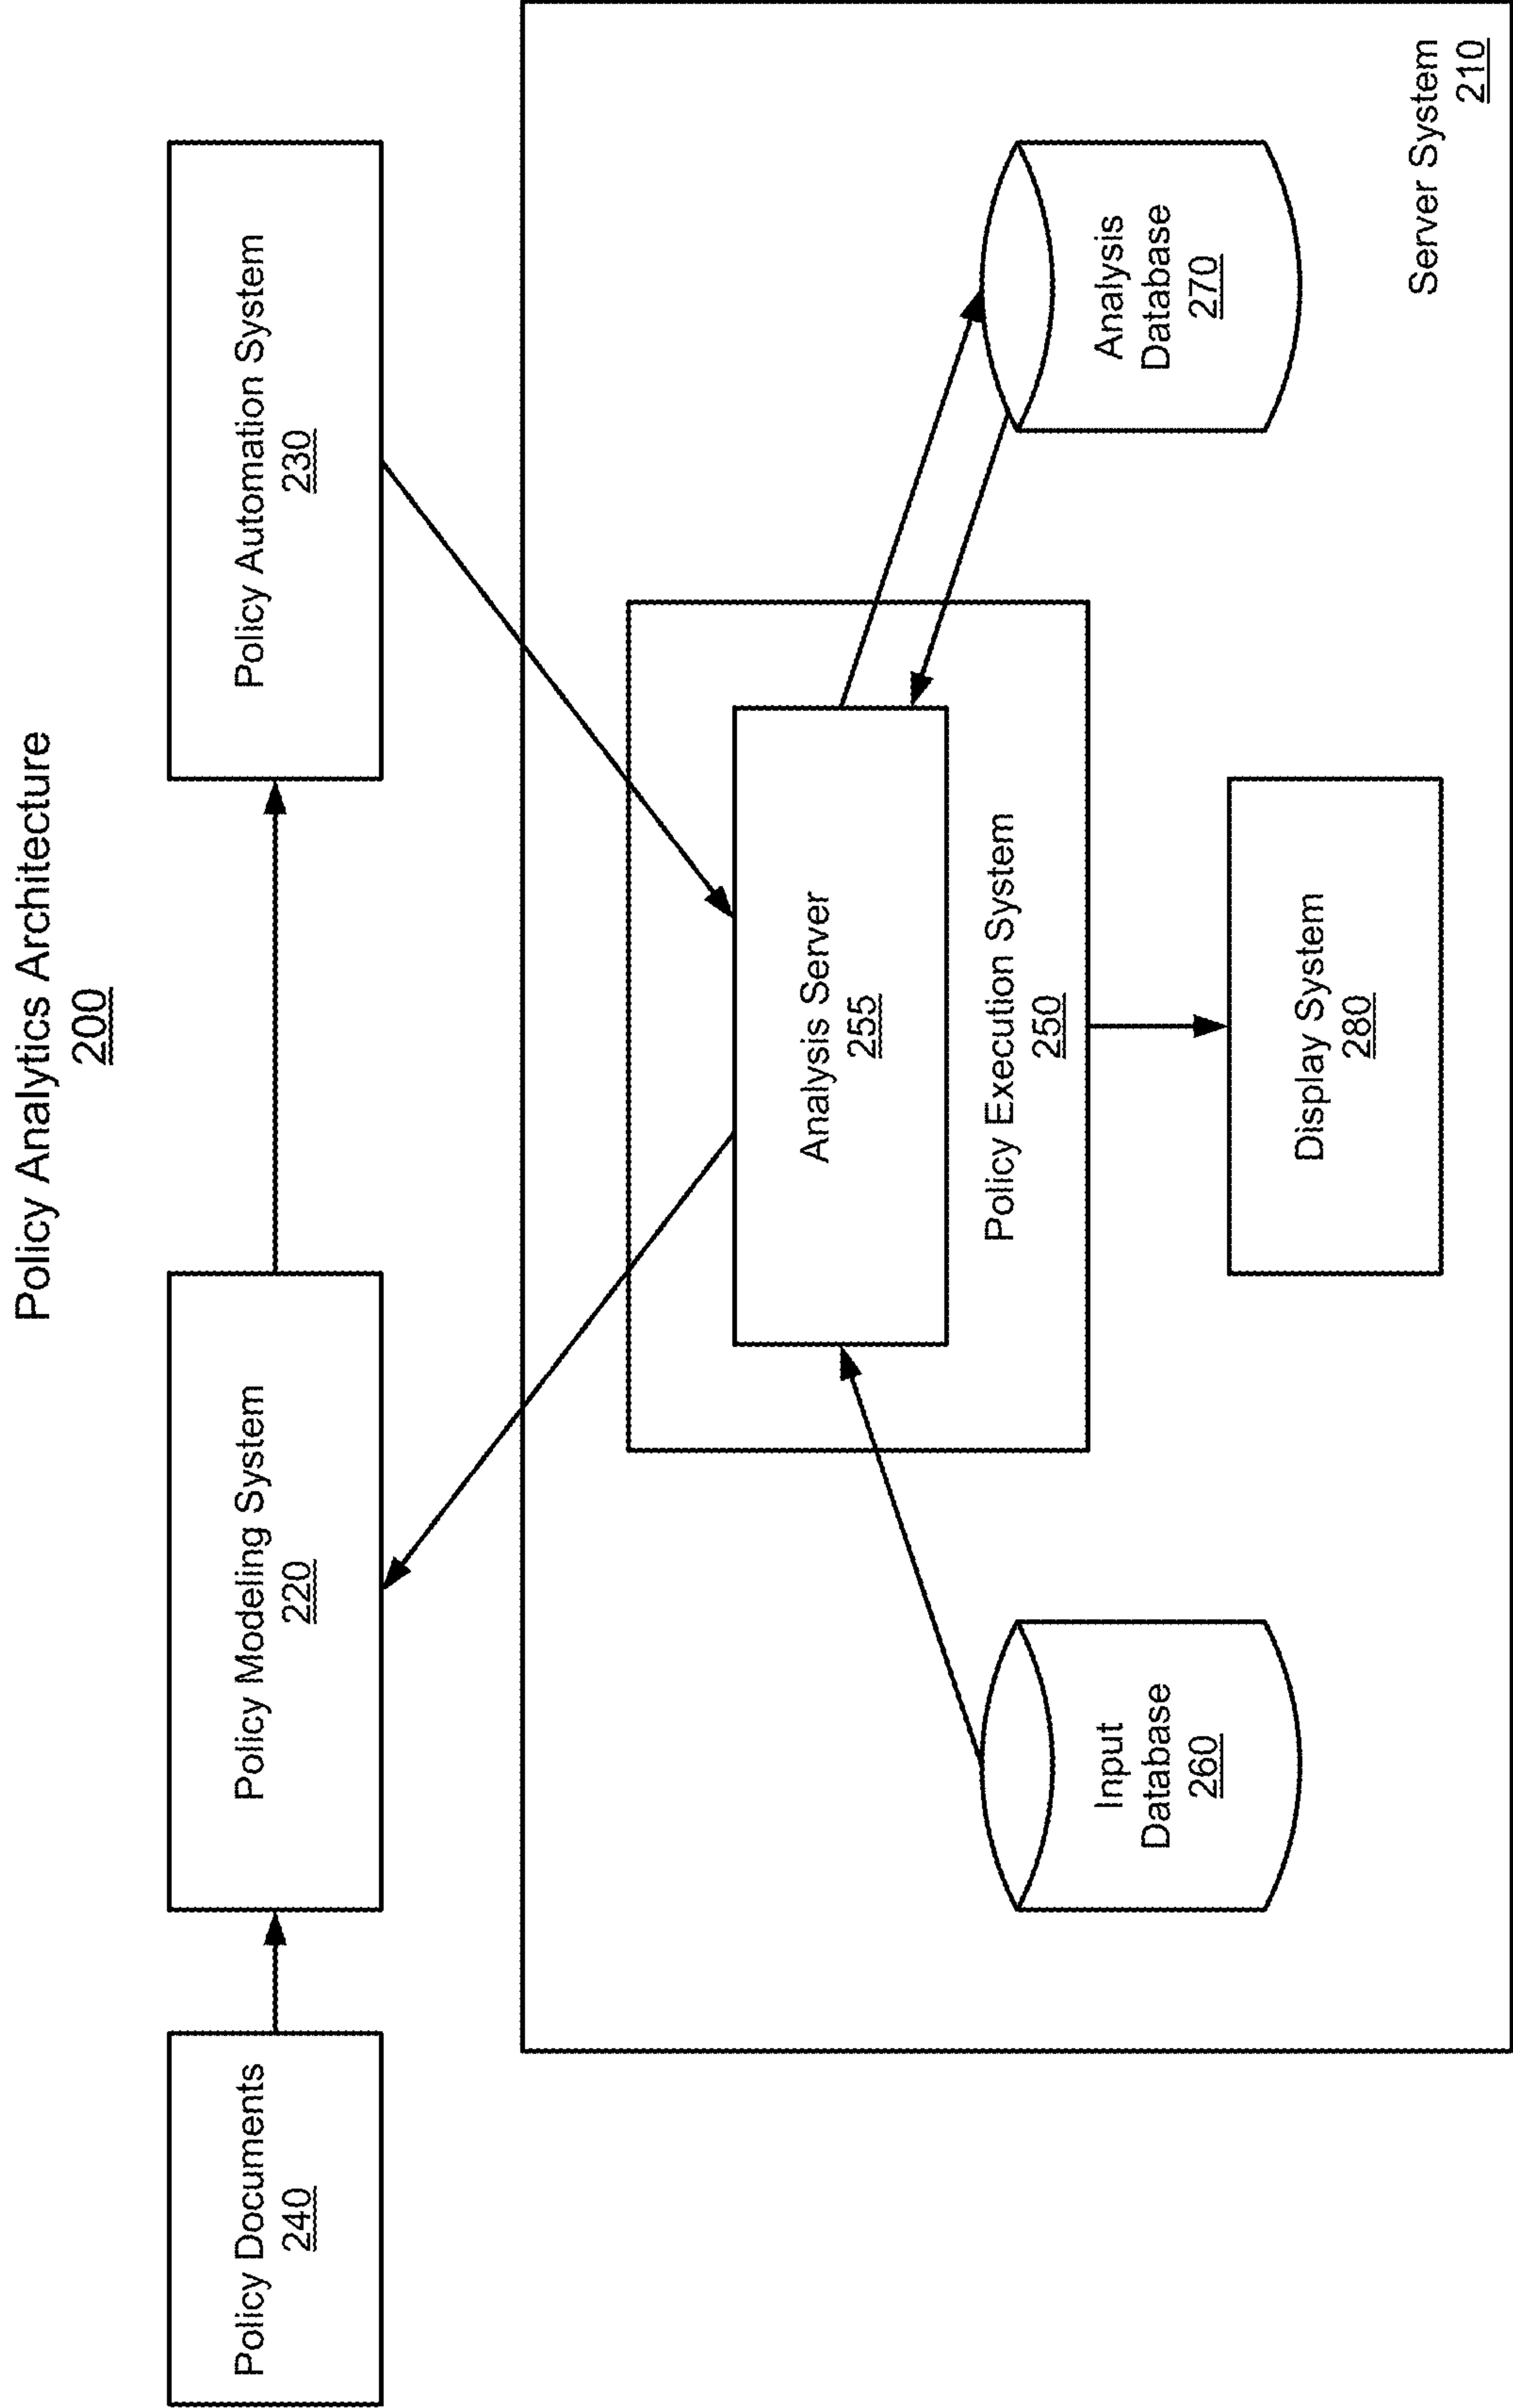 Policy Analytics Architecture
200
Policy Documents
240
Policy Modeling System
220
Policy Automation System
230
Analysis Server
255
Policy Execution System
250
Input
Database
260
Analysis
Database
270
Display System
280
Server System
210